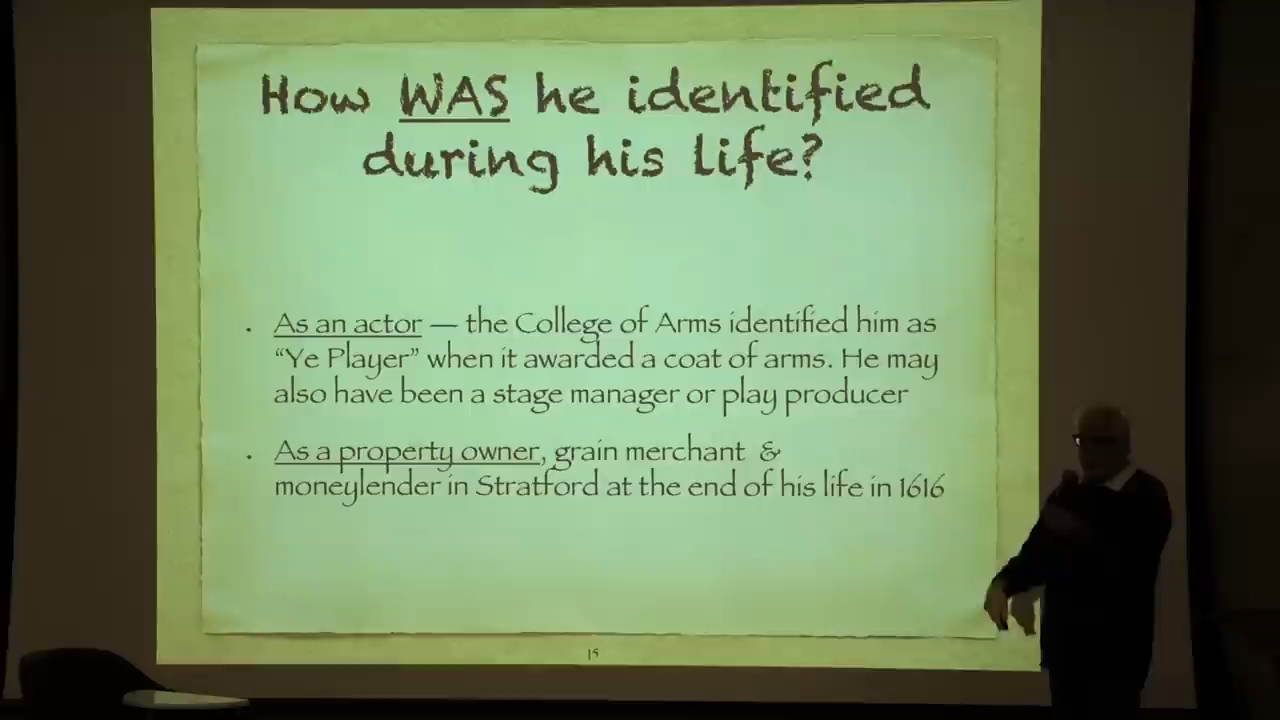 How WAS he identified
during his life?
. As an actor — the College of Arms identified him as
“Ye Player” when it awarded a coat of arms. He may
also have been a stage manager or play producer
. As a property owner, grain merchant &
moneylender in Stratford at the end of his life in 1616
15